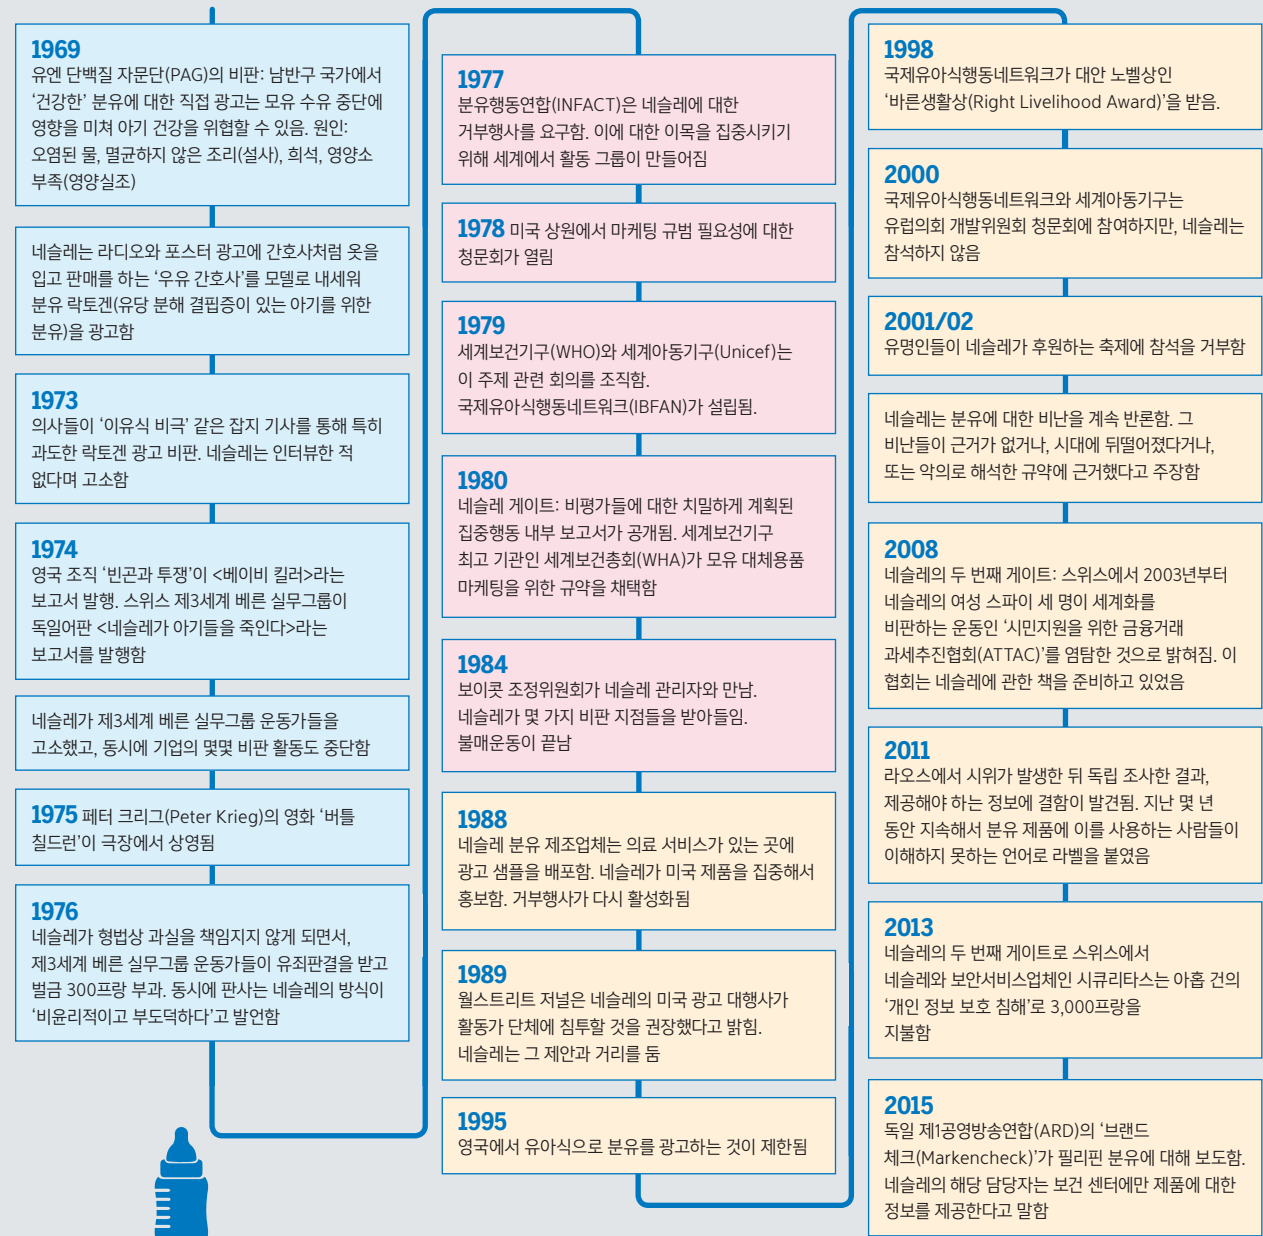 1969
유엔 단백질 자문단(PAG)의 비판: 남반구 국가에서
‘건강한’ 분유에 대한 직접 광고는 모유 수유 중단에
영향을 미쳐 아기 건강을 위협할 수 있음. 원인:
오염된 물, 멸균하지 않은 조리(설사), 희석, 영양소
부족(영양실조)
네슬레는 라디오와 포스터 광고에 간호사처럼 옷을
입고 판매를 하는 ‘우유 간호사’를 모델로 내세워
분유 락토겐(유당 분해 결핍증이 있는 아기를 위한
분유)을 광고함
1973
의사들이 ‘이유식 비극’ 같은 잡지 기사를 통해 특히
과도한 락토겐 광고 비판. 네슬레는 인터뷰한 적
없다며 고소함
1974
영국 조직 ‘빈곤과 투쟁’이 <베이비 킬러>라는
보고서 발행. 스위스 제3세계 베른 실무그룹이
독일어판 <네슬레가 아기들을 죽인다>라는
보고서를 발행함
네슬레가 제3세계 베른 실무그룹 운동가들을
고소했고, 동시에 기업의 몇몇 비판 활동도 중단함
1975 페터 크리그(Peter Krieg)의 영화 ‘버틀
칠드런’이 극장에서 상영됨
1976
네슬레가 형법상 과실을 책임지지 않게 되면서,
제3세계 베른 실무그룹 운동가들이 유죄판결을 받고
벌금 300프랑 부과. 동시에 판사는 네슬레의 방식이
‘비윤리적이고 부도덕하다’고 발언함
1977
분유행동연합(INFACT)은 네슬레에 대한
거부행사를 요구함. 이에 대한 이목을 집중시키기
위해 세계에서 활동 그룹이 만들어짐
1978 미국 상원에서 마케팅 규범 필요성에 대한
청문회가 열림
1979
세계보건기구(WHO)와 세계아동기구(Unicef)는
이 주제 관련 회의를 조직함.
국제유아식행동네트워크(IBFAN)가 설립됨.
1980
네슬레 게이트: 비평가들에 대한 치밀하게 계획된
집중행동 내부 보고서가 공개됨. 세계보건기구
최고 기관인 세계보건총회(WHA)가 모유 대체용품
마케팅을 위한 규약을 채택함
1984
보이콧 조정위원회가 네슬레 관리자와 만남.
네슬레가 몇 가지 비판 지점들을 받아들임.
불매운동이 끝남
1988
네슬레 분유 제조업체는 의료 서비스가 있는 곳에
광고 샘플을 배포함. 네슬레가 미국 제품을 집중해서
홍보함. 거부행사가 다시 활성화됨
1989
월스트리트 저널은 네슬레의 미국 광고 대행사가
활동가 단체에 침투할 것을 권장했다고 밝힘.
네슬레는 그 제안과 거리를 둠
1995
영국에서 유아식으로 분유를 광고하는 것이 제한됨
1998
국제유아식행동네트워크가 대안 노벨상인
‘바른생활상(Right Livelihood Award)’을 받음.
2000
국제유아식행동네트워크와 세계아동기구는
유럽의회 개발위원회 청문회에 참여하지만, 네슬레는
참석하지 않음
2001/02
유명인들이 네슬레가 후원하는 축제에 참석을 거부함
네슬레는 분유에 대한 비난을 계속 반론함. 그
비난들이 근거가 없거나, 시대에 뒤떨어졌다거나,
또는 악의로 해석한 규약에 근거했다고 주장함
2008
네슬레의 두 번째 게이트: 스위스에서 2003년부터
네슬레의 여성 스파이 세 명이 세계화를
비판하는 운동인 ‘시민지원을 위한 금융거래
과세추진협회(ATTAC)’를 염탐한 것으로 밝혀짐. 이
협회는 네슬레에 관한 책을 준비하고 있었음
2011
라오스에서 시위가 발생한 뒤 독립 조사한 결과,
제공해야 하는 정보에 결함이 발견됨. 지난 몇 년
동안 지속해서 분유 제품에 이를 사용하는 사람들이
이해하지 못하는 언어로 라벨을 붙였음
2013
네슬레의 두 번째 게이트로 스위스에서
네슬레와 보안서비스업체인 시큐리타스는 아홉 건의
‘개인 정보 보호 침해’로 3,000프랑을
지불함
2015
독일 제1공영방송연합(ARD)의 ‘브랜드
체크(Markencheck)’가 필리핀 분유에 대해 보도함.
네슬레의 해당 담당자는 보건 센터에만 제품에 대한
정보를 제공한다고 말함